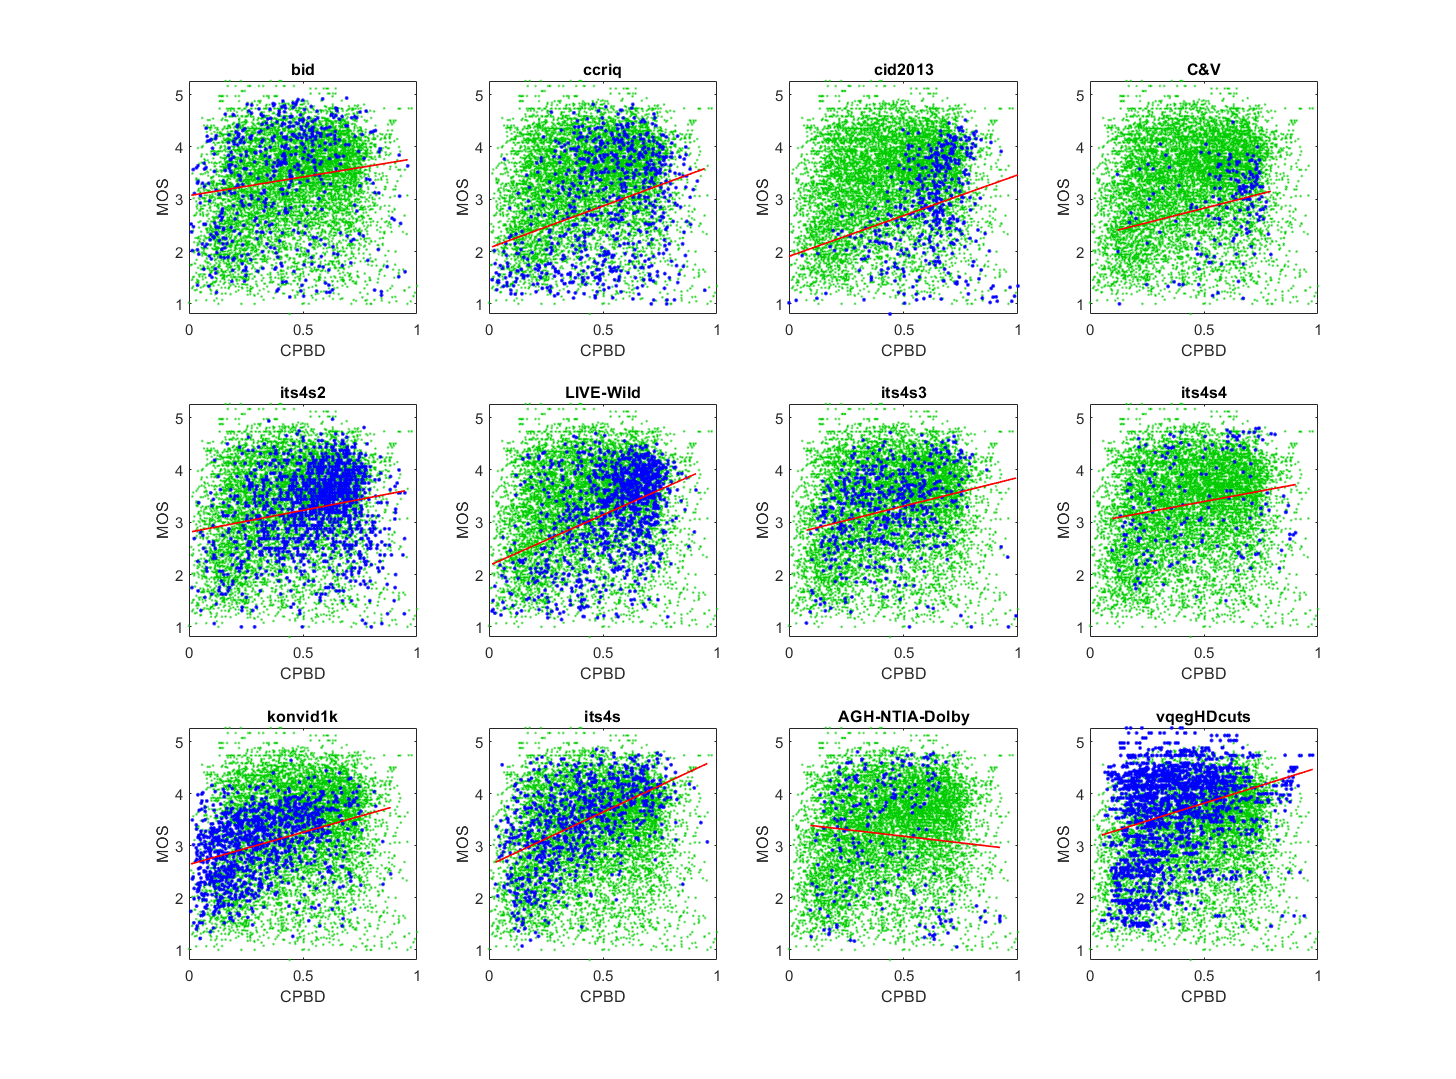 bid
5
4
3
2
1
MOS
0 0.5 1
CPBD
ccriq
5
4
3
2
1
MOS
0 0.5 1
CPBD
cid2013
5
4
3
2
1
MOS
0 0.5 1
CPBD
C&V
5
4
3
2
1
MOS
0 0.5 1
CPBD
its4s2
5
4
3
2
1
MOS
0 0.5 1
CPBD
LIVE-Wild
5
4
3
2
1
MOS
0 0.5 1
CPBD
its4s3
5
4
3
2
1
MOS
0 0.5 1
CPBD
its4s4
5
4
3
2
1
MOS
0 0.5 1
CPBD
konvid1k
5
4
3
2
1
MOS
0 0.5 1
CPBD
its4s
5
4
3
2
1
MOS
0 0.5 1
CPBD
AGH-NTIA-Dolby
5
4
3
2
1
MOS
0 0.5 1
CPBD
vqegHDcuts
5
4
3
2
1
MOS
0 0.5 1
CPBD